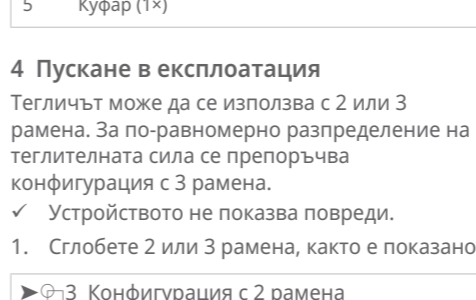 5 Куфар (1×)
4 Пускане в експлоатация
Тегличът може да се използва с 2 или 3
рамена. За по-равномерно разпределение на
теглителната сила се препоръчва
конфигурация с 3 рамена.
✓ Устройството не показва повреди.
1. Сглобете 2 или 3 рамена, както е показано
➤ 3 Конфигурация с 2 рамена